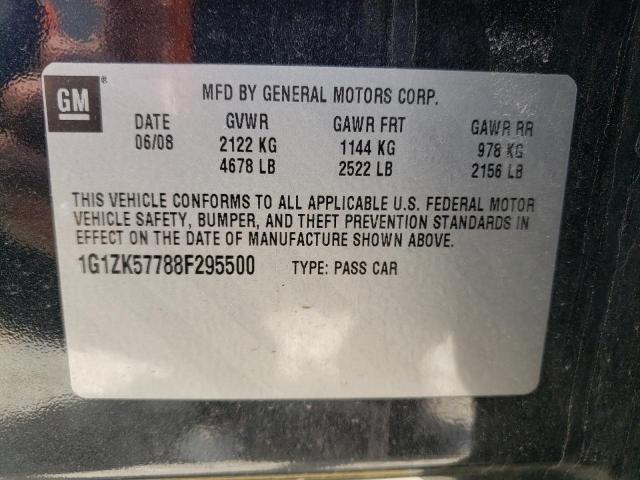 GM ®
MFD BY GENERAL MOTORS CORP.
DATE GVWR GAWR FRT GAWR RR
06/08 2122 KG 1144 KG 978 KG
4678 LB 2522 LB 2156 LB
THIS VEHICLE CONFORMS TO ALL APPLICABLE U.S. FEDERAL MOTOR
VEHICLE SAFETY, BUMPER, AND THEFT PREVENTION STANDARDS IN
EFFECT ON THE DATE OF MANUFACTURE SHOWN ABOVE.
1G1ZK57788F295500 TYPE: PASS CAR